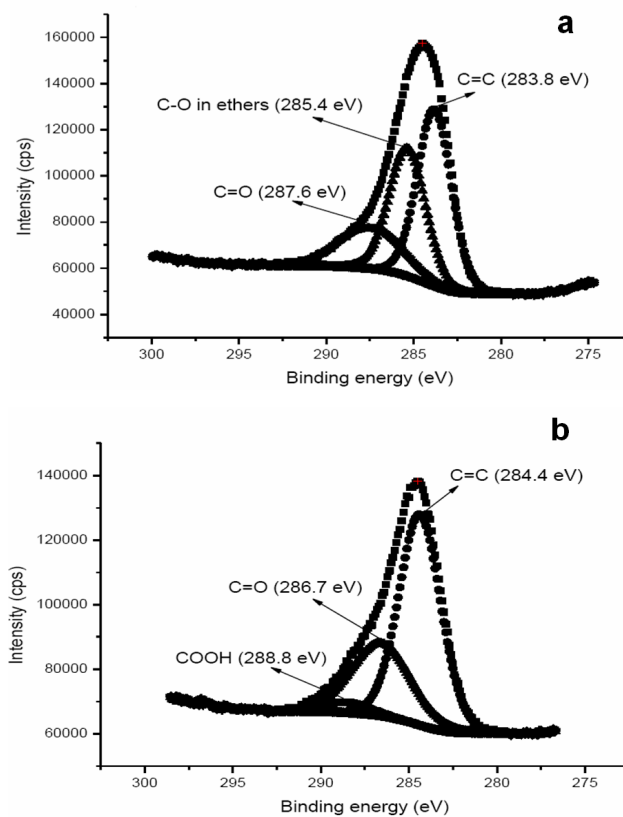 a
160000
C=C (283.8 eV)
140000
C-O in ethers (285.4 eV)
120000
100000
C=O (287.6 eV)
80000
60000
40000
Intensity (cps)
300 295 290 285 280 275
Binding energy (eV)
b
140000
C=C (284.4 eV)
120000
C=O (286.7 eV)
100000
COOH (288.8 eV)
80000
60000
Intensity (cps)
300 295 290 285 280 275
Binding energy (eV)